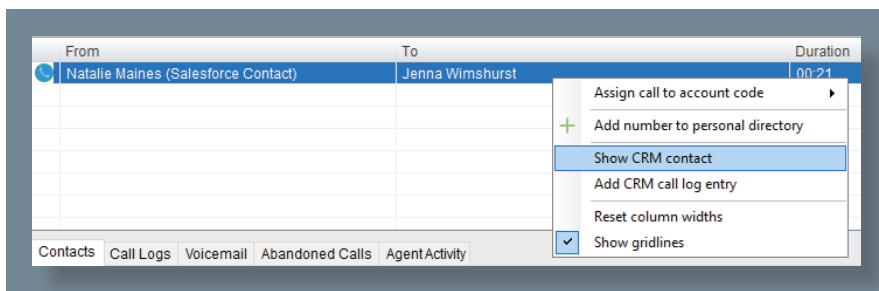 From To Duration
Natalie Maines (Salesforce Contact) Jenna Wimshurst 00:21
Assign call to account code
Add number to personal directory
Show CRM contact
Add CRM call log entry
Reset column widths
Show gridlines
Contacts Call Logs Voicemail Abandoned Calls Agent Activity